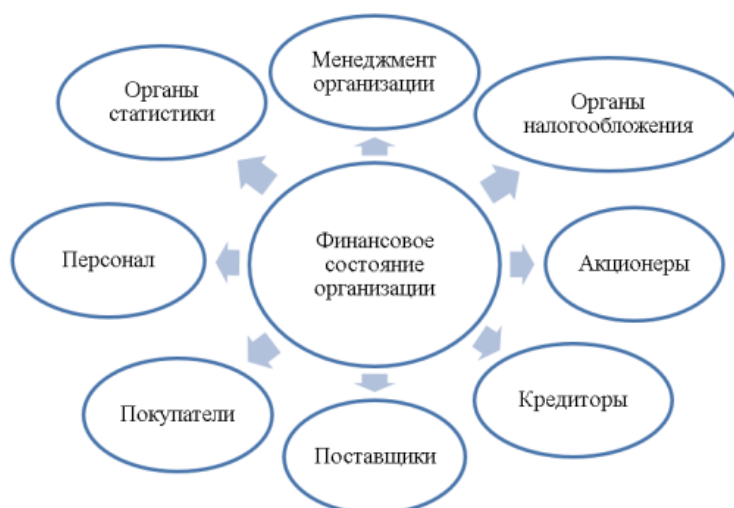 Менеджмент
организации
Органы
статистики
Органы
налогообложения
Финансовое
состояние
организации
Персонал
Акционеры
Покупатели
Кредиторы
Поставщики